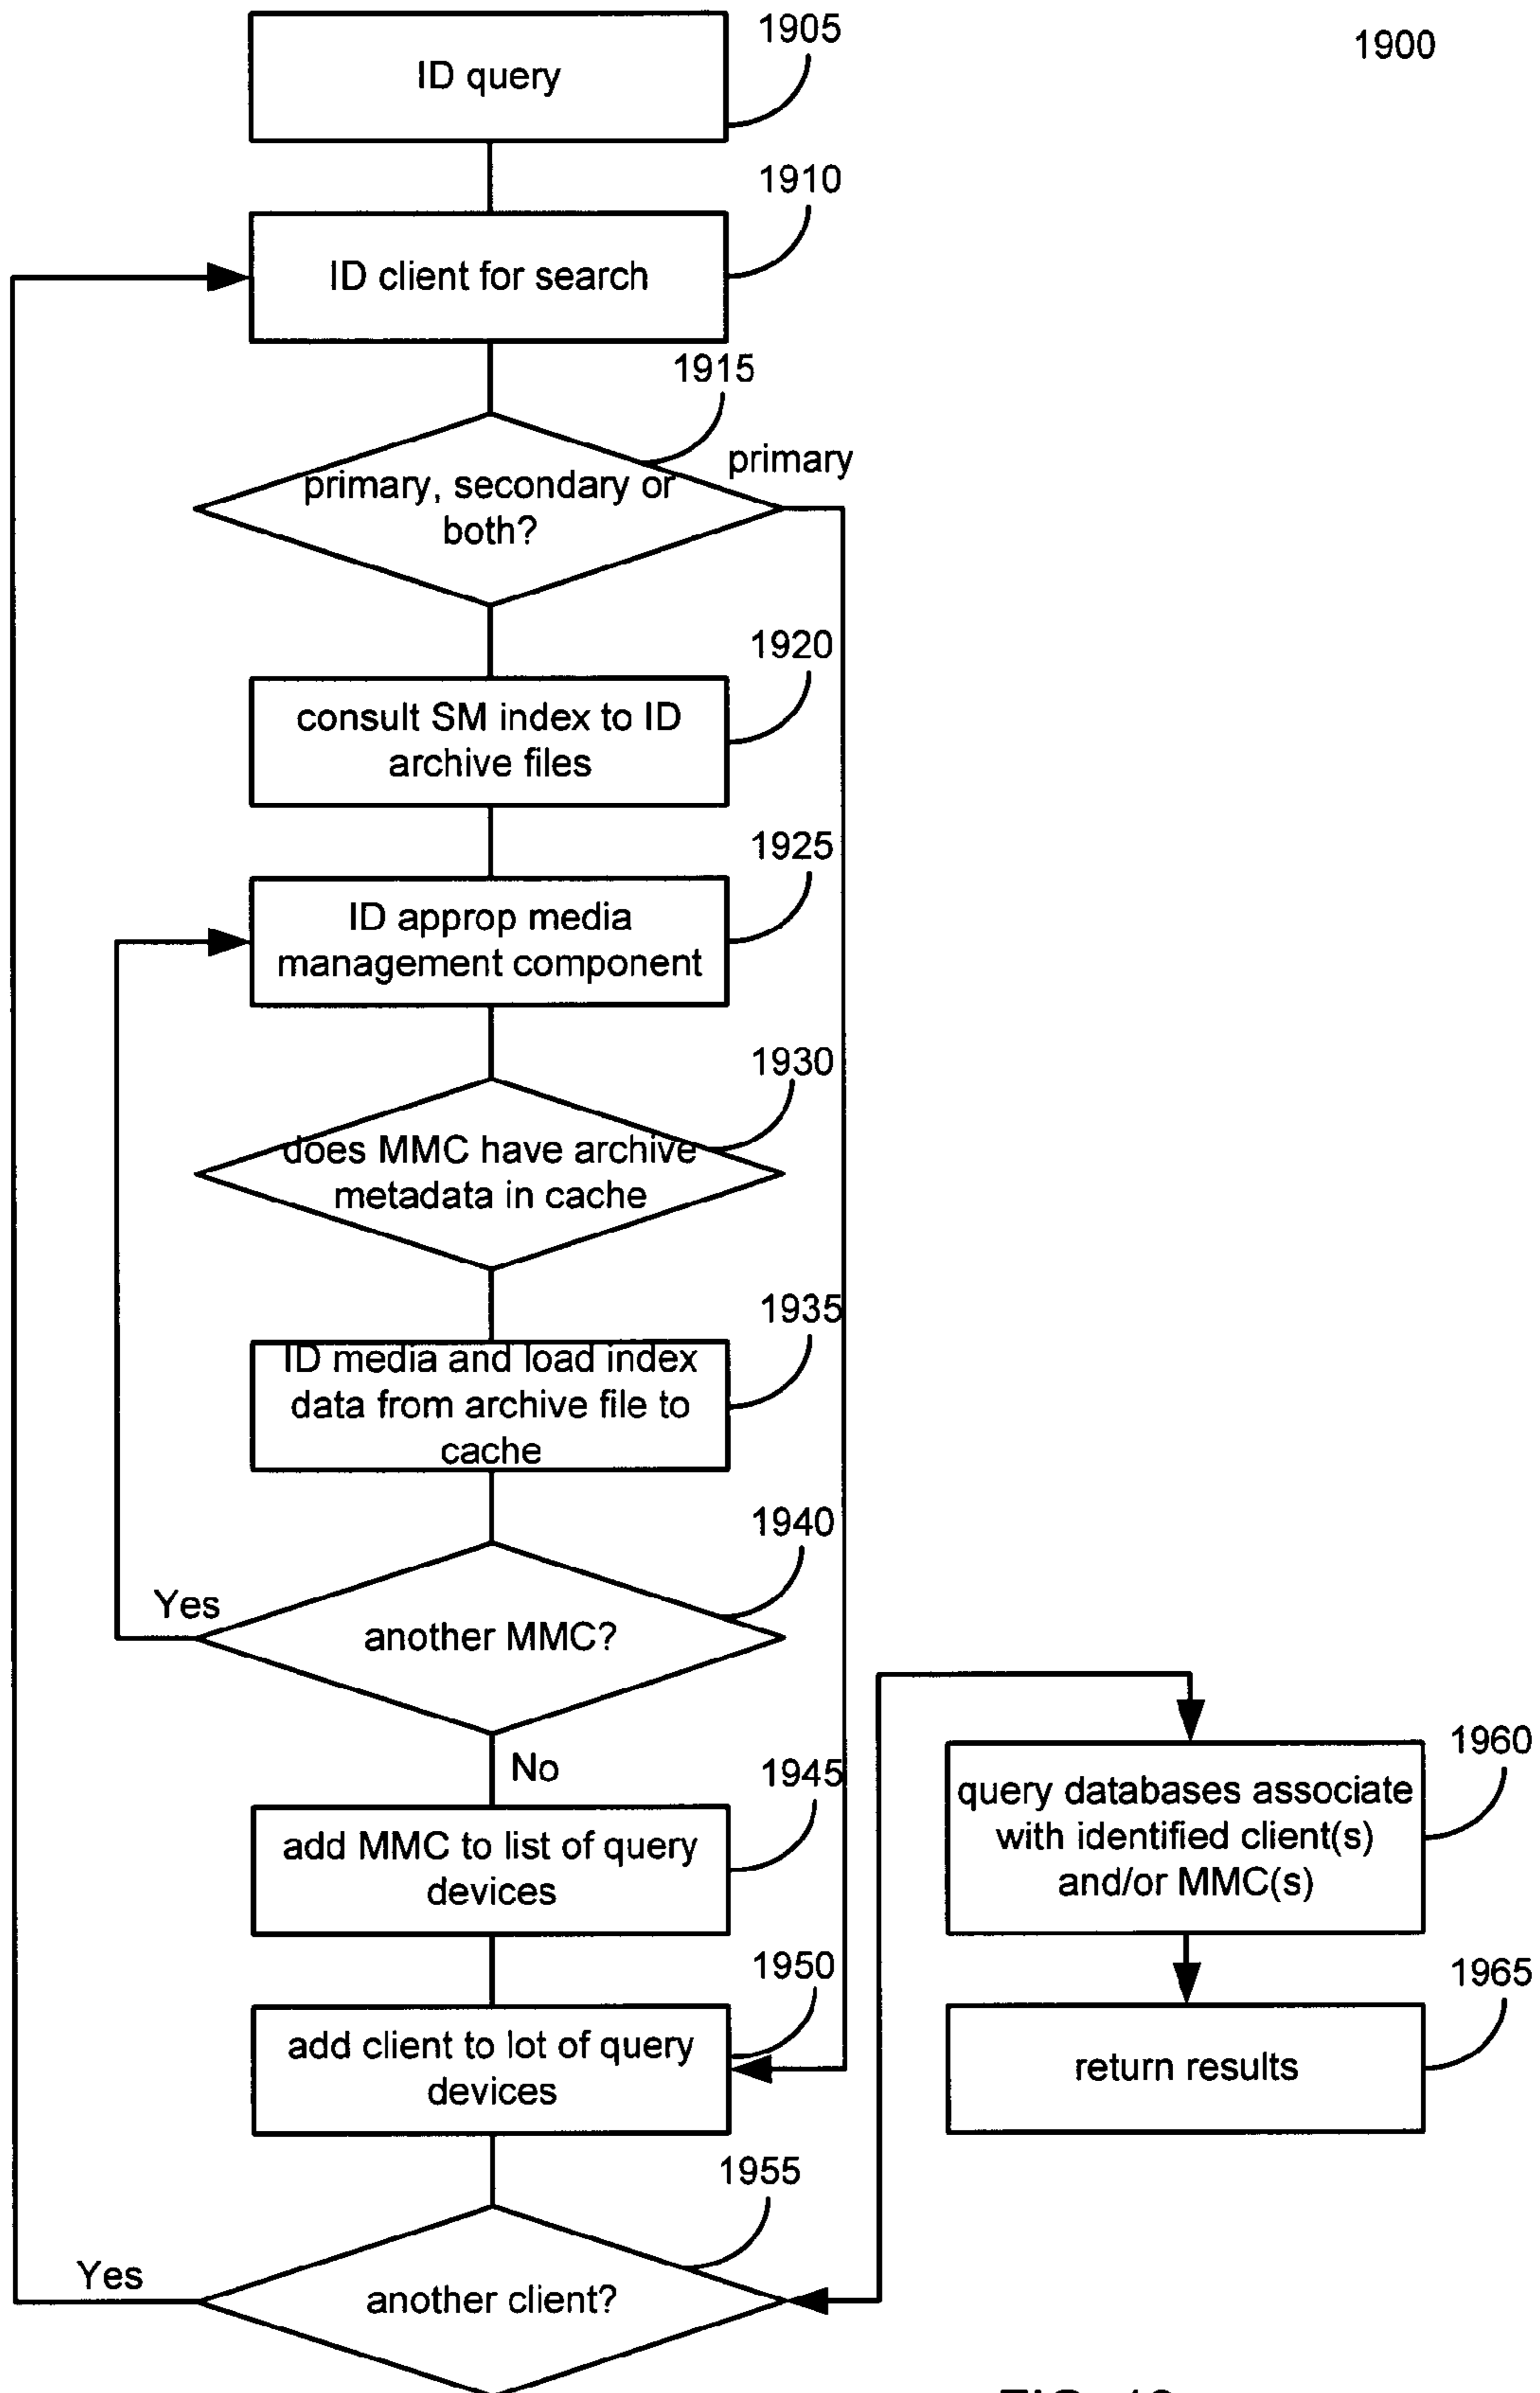 1900
1905
ID query
1910
ID client for search
1915
primary
primary, secondary or
both?
1920
consult SM index to ID
archive files
1925
ID approp media
management component
1930
does MMC have archive
metadata in cache
1935
ID media and load index
data from archive file to
cache
1940
Yes
another MMC?
No
1945
add MMC to list of query
devices
1950
add client to lot of query
devices
1955
Yes
another client?
1960
query databases associate
with identified client(s)
and/or MMC(s)
1965
return results